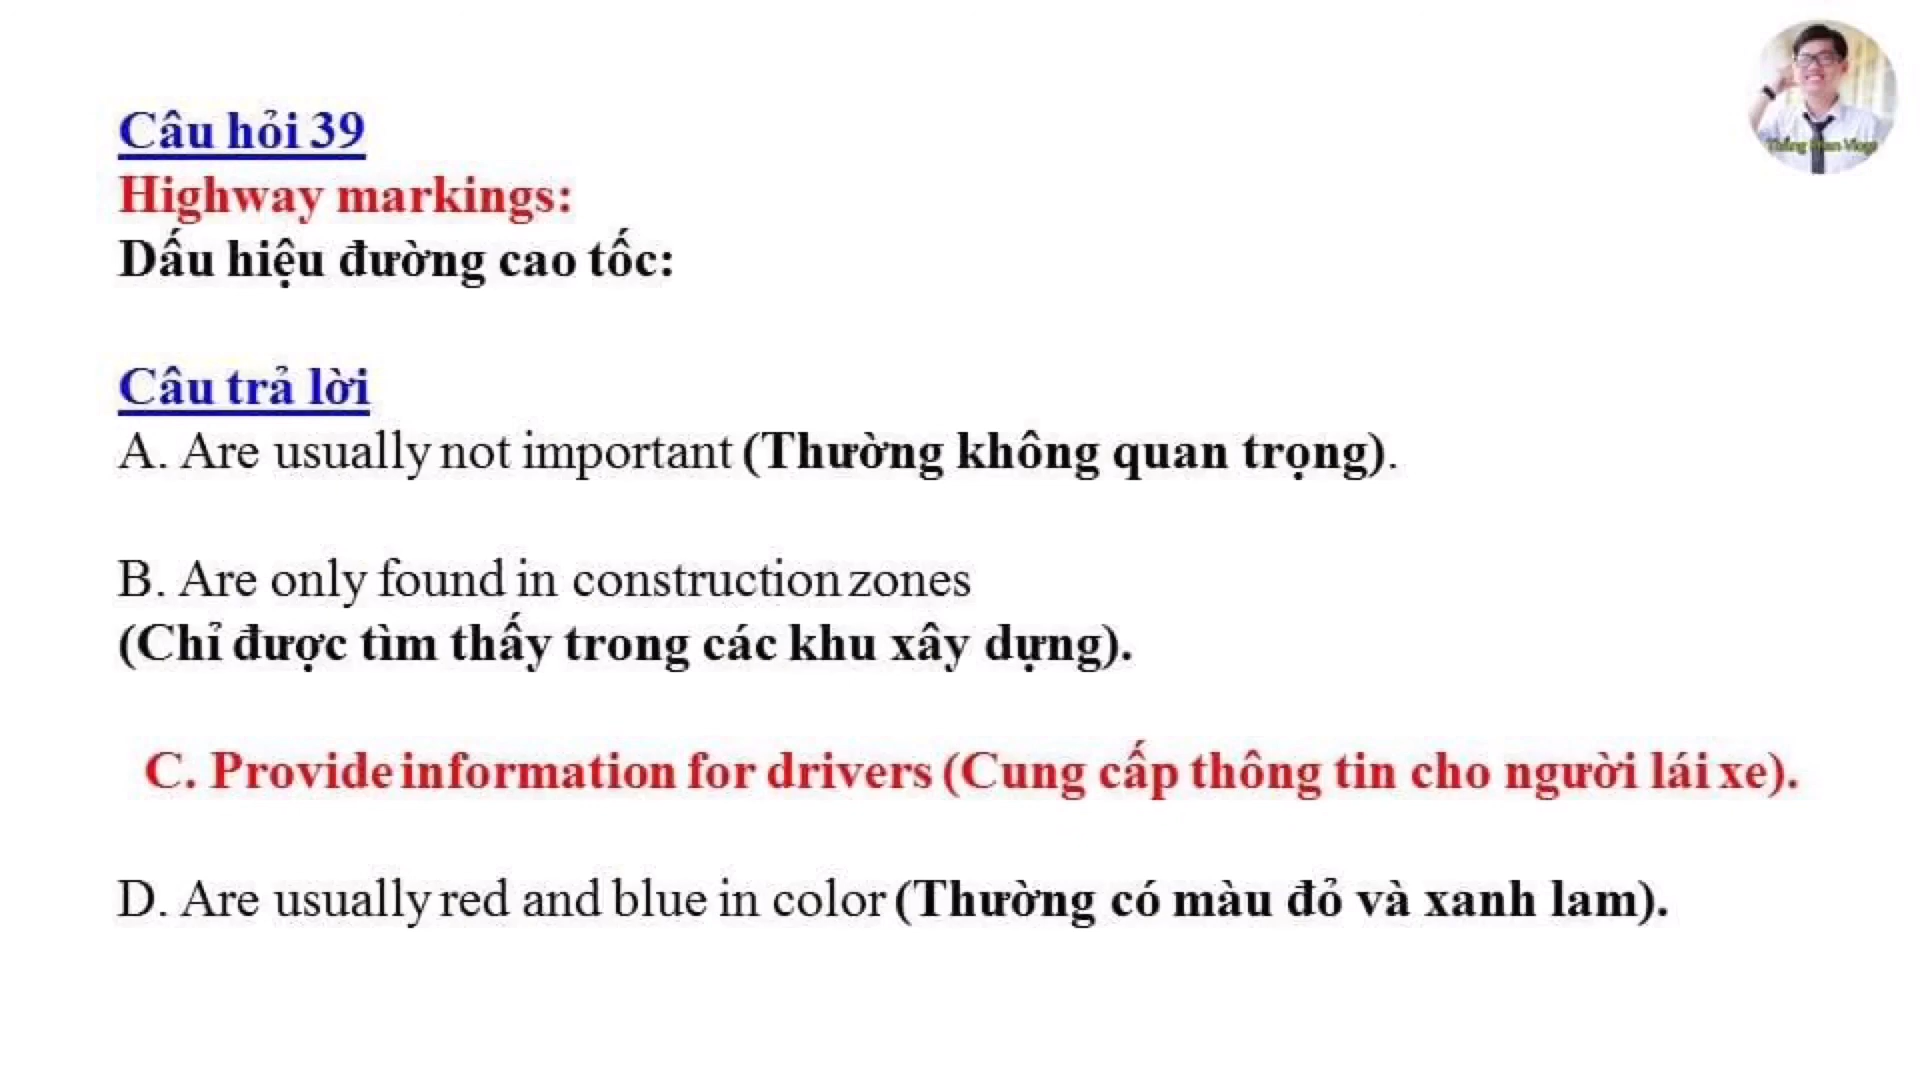 Câu hỏi 39
Highway markings:
Dấu hiệu đường cao tốc:
Câu trả lời
A. Are usually not important (Thường không quan trọng).
B. Are only found in construction zones
(Chỉ được tìm thấy trong các khu xây dựng).
C. Provide information for drivers (Cung cấp thông tin cho người lái xe).
D. Are usually red and blue in color (Thường có màu đỏ và xanh lam).